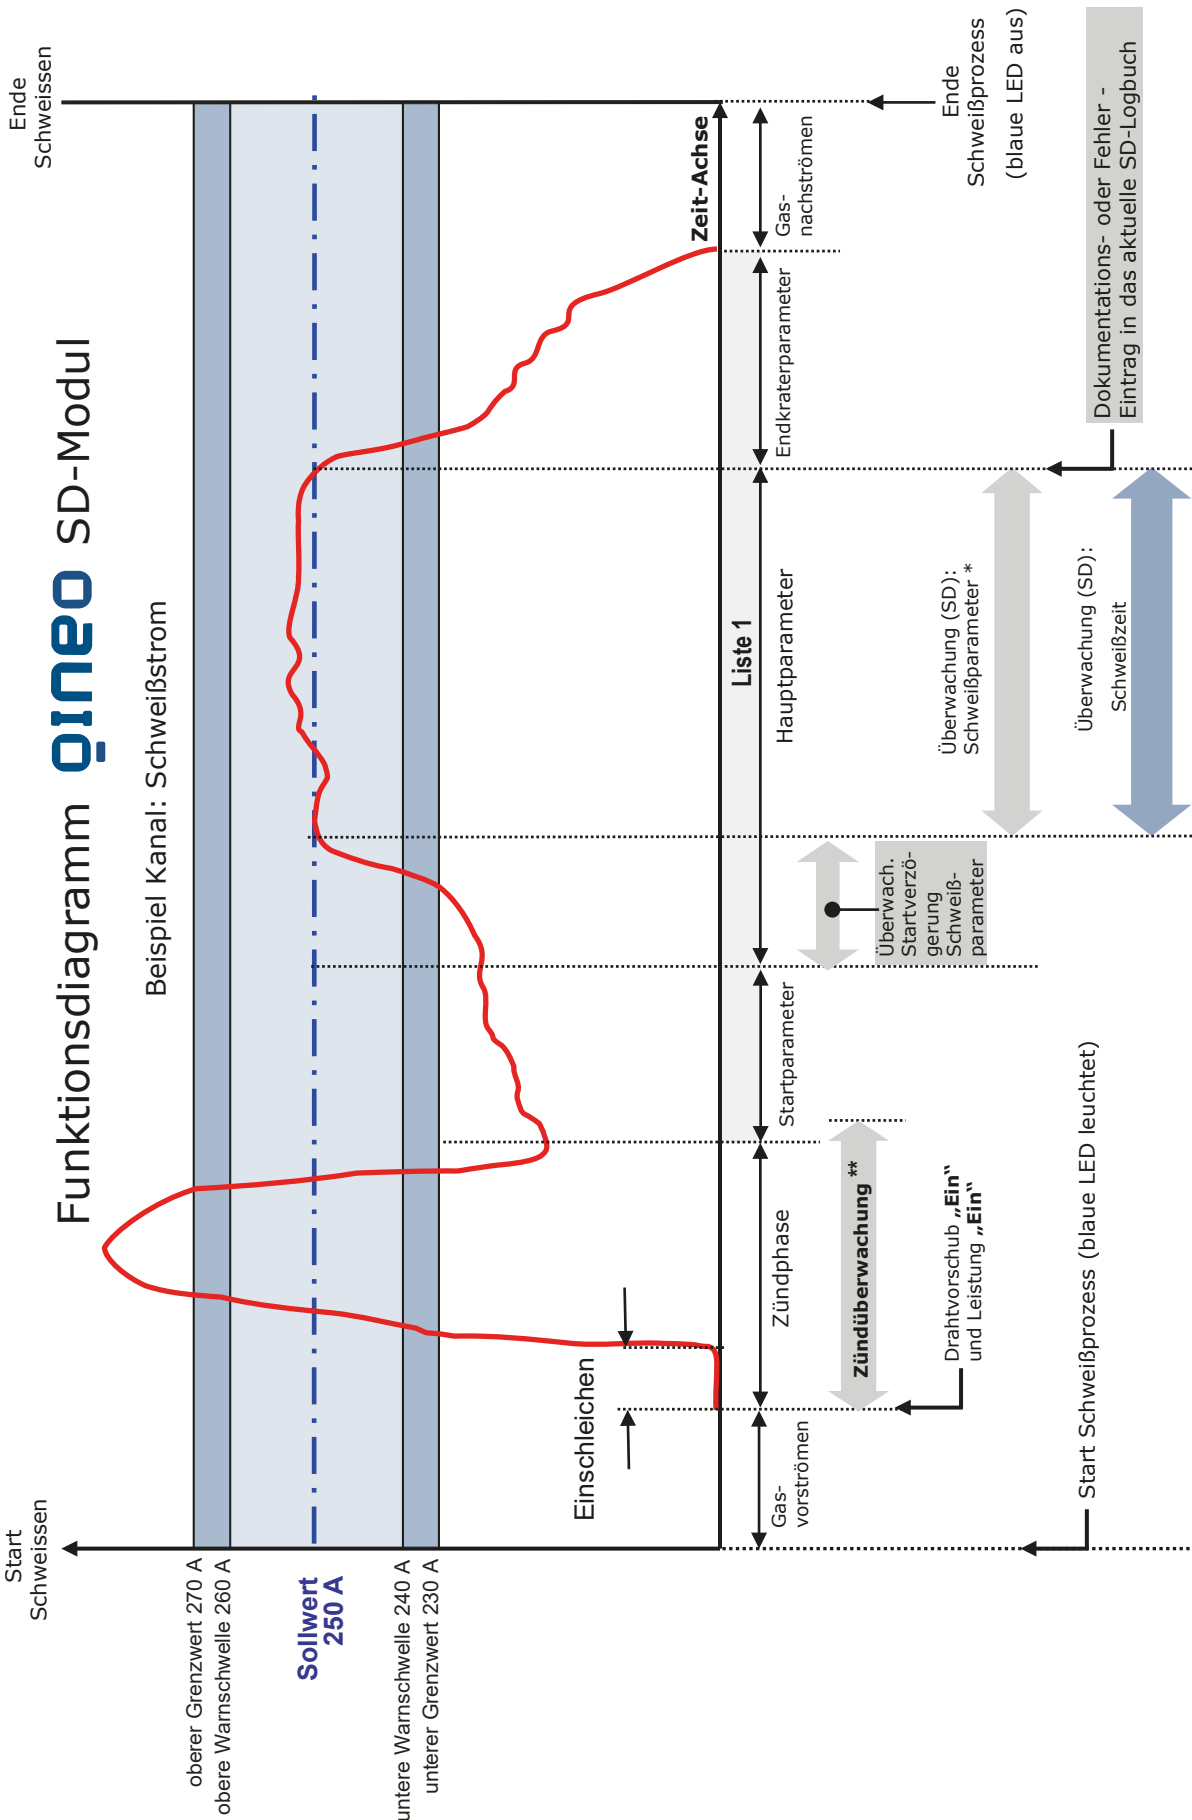 Funktionsdiagramm qineo SD-Modul
Beispiel Kanal: Schweißstrom
Start
Schweissen
Ende
Schweissen
oberer Grenzwert 270 A
obere Warnschwelle 260 A
Sollwert
250 A
untere Warnschwelle 240 A
unterer Grenzwert 230 A
Einschleichen
Zeit-Achse
Liste 1
Gas-
vorströmen
Zündphase
Startparameter
Hauptparameter
Endkraterparameter
Gas-
nachströmen
Zündüberwachung **
Überwach.
Startverzö-
gerung
Schweiß-
parameter
Drahtvorschub „Ein“
und Leistung „Ein“
Überwachung (SD):
Schweißparameter *
Ende
Schweißprozess
(blaue LED aus)
Start Schweißprozess (blaue LED leuchtet)
Überwachung (SD):
Schweißzeit
Dokumentations- oder Fehler -
Eintrag in das aktuelle SD-Logbuch